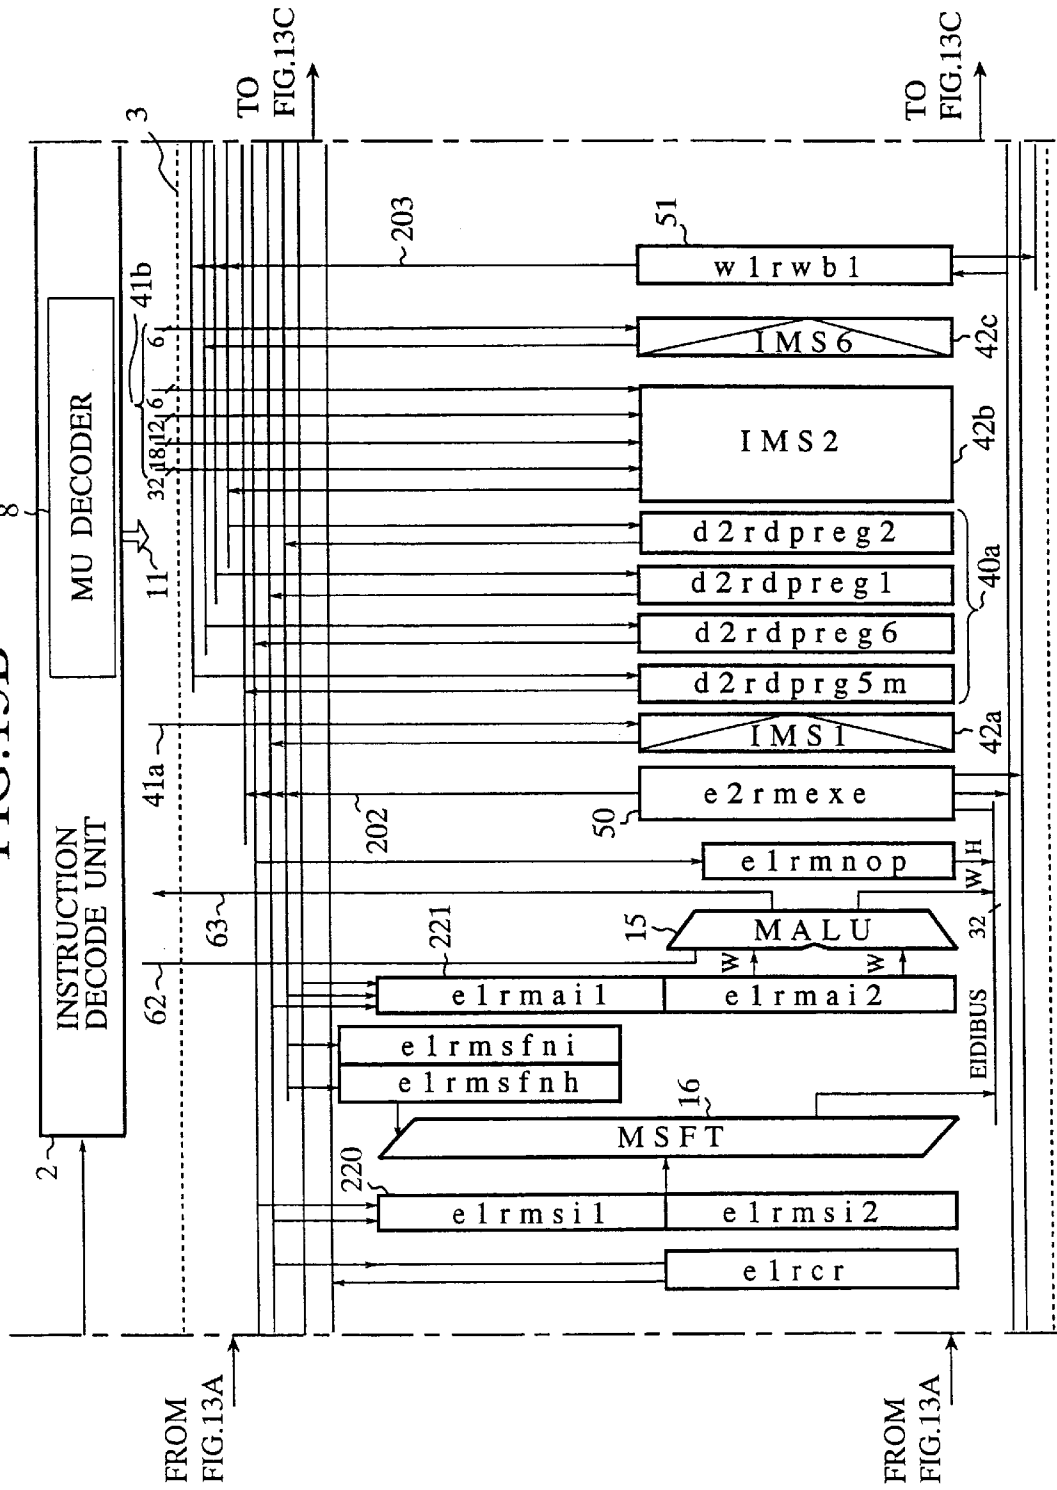 FIG.13B
INSTRUCTION
DECODE UNIT
MU DECODER
8
2
3
11
41b
6
6
12
18
32
41a
62
63
202
203
TO
FIG.13C
TO
FIG.13C
FROM
FIG.13A
FROM
FIG.13A
e1rcr
220
e1rmsi1
e1rmsi2
16
MSFT
e1rmsfnh
e1rmsfni
221
e1rmai1
e1rmai2
W
W
15
MALU
e1rmnop
W
H
32
EIDIBUS
50
e2rmexe
IMS1
42a
d2rdprg5m
d2rdpreg6
d2rdpreg1
d2rdpreg2
40a
IMS2
42b
IMS6
42c
w1rwb1
51